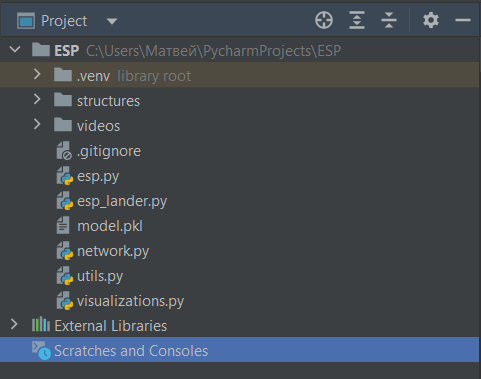 Project
ESP C:\Users\Матвей\PycharmProjects\ESP
.venv library root
structures
videos
.gitignore
esp.py
esp_lander.py
model.pkl
network.py
utils.py
visualizations.py
External Libraries
Scratches and Consoles